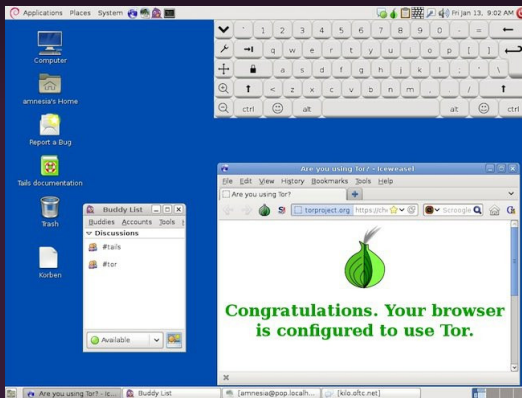 Applications Places System
Fri Jan 13, 9:02 AM
Computer
amnesia's Home
Report a Bug
Tails documentation
Trash
Korben
1 2 3 4 5 6 7 8 9 0 - =
q w e r t y u i o p [ ]
a s d f g h j k l ; ' \
< z x c v b n m , . /
ctrl alt alt ctrl
Buddy List
Buddies Accounts Tools
Discussions
#tails
#tor
Available
Are you using Tor? - Iceweasel
File Edit View History Bookmarks Tools Help
Are you using Tor?
torproject.org Scroogle
Congratulations. Your browser
is configured to use Tor.
Are you using Tor? - Ic...
Buddy List
[amnesia@pop.localh...
[kilo.oftc.net]